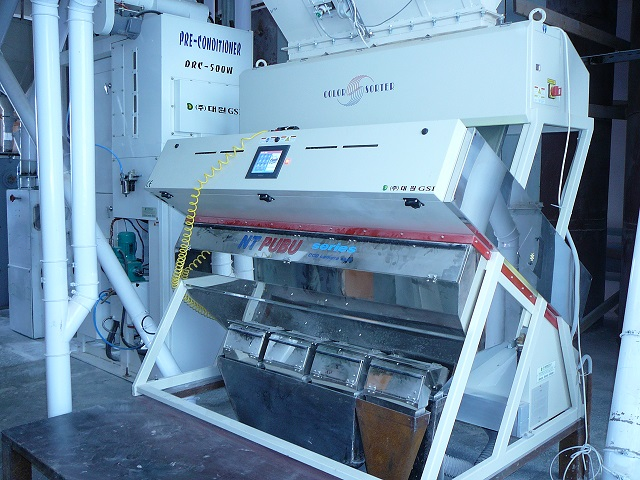 PRE-CONDITIONER
DRC-500W
(주)대원GSI
COLOR SORTER
(주)대원GSI
NT PUBU series